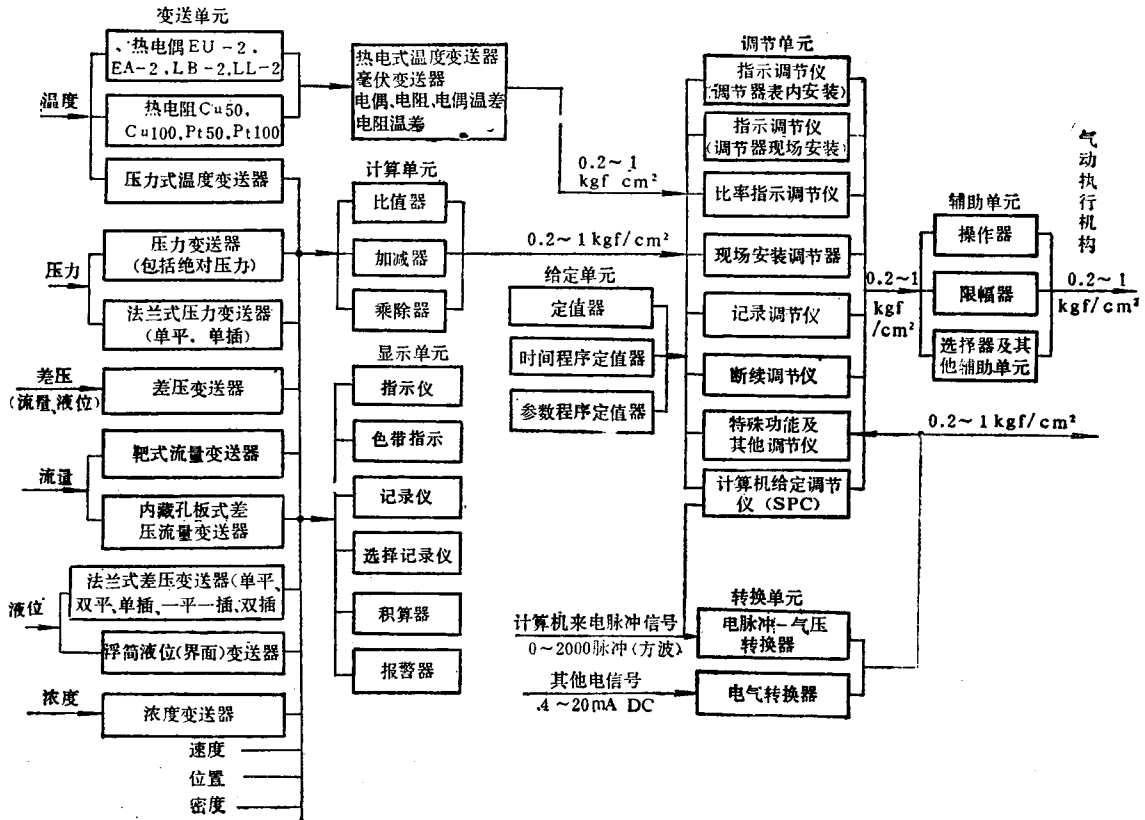 变送单元
、热电偶EU-2.
EA-2.LB-2,LL-2
温度
热电阻Cu50,
Cu100,Pt50,Pt100
压力式温度变送器
压力变送器
(包括绝对压力)
压力
法兰式压力变送器
(单平、单插)
差压
(流量、液位)
差压变送器
靶式流量变送器
流量
内藏孔板式差
压流量变送器
法兰式差压变送器(单平、
双平、单插、一平一插、双插
液位
浮筒液位(界面)变送器
浓度
浓度变送器
速度
位置
密度
热电式温度变送器
毫伏变送器
电偶、电阻、电偶温差
电阻温差
计算单元
比值器
加减器
乘除器
显示单元
指示仪
色带指示
记录仪
选择记录仪
积算器
报警器
0.2~1
kgf cm²
0.2~1kgf/cm²
给定单元
定值器
时间程序定值器
参数程序定值器
计算机来电脉冲信号
0~2000脉冲(方波)
其他电信号
.4~20mA DC
调节单元
指示调节仪
(调节器表内安装)
指示调节仪
(调节器现场安装)
比率指示调节仪
现场安装调节器
记录调节仪
断续调节仪
特殊功能及
其他调节仪
计算机给定调节
仪(SPC)
转换单元
电脉冲-气压
转换器
电气转换器
0.2~1
kgf
/cm²
辅助单元
操作器
限幅器
选择器及其
他辅助单元
气动执行机构
0.2~1
kgf/cm²
0.2~1kgf/cm²